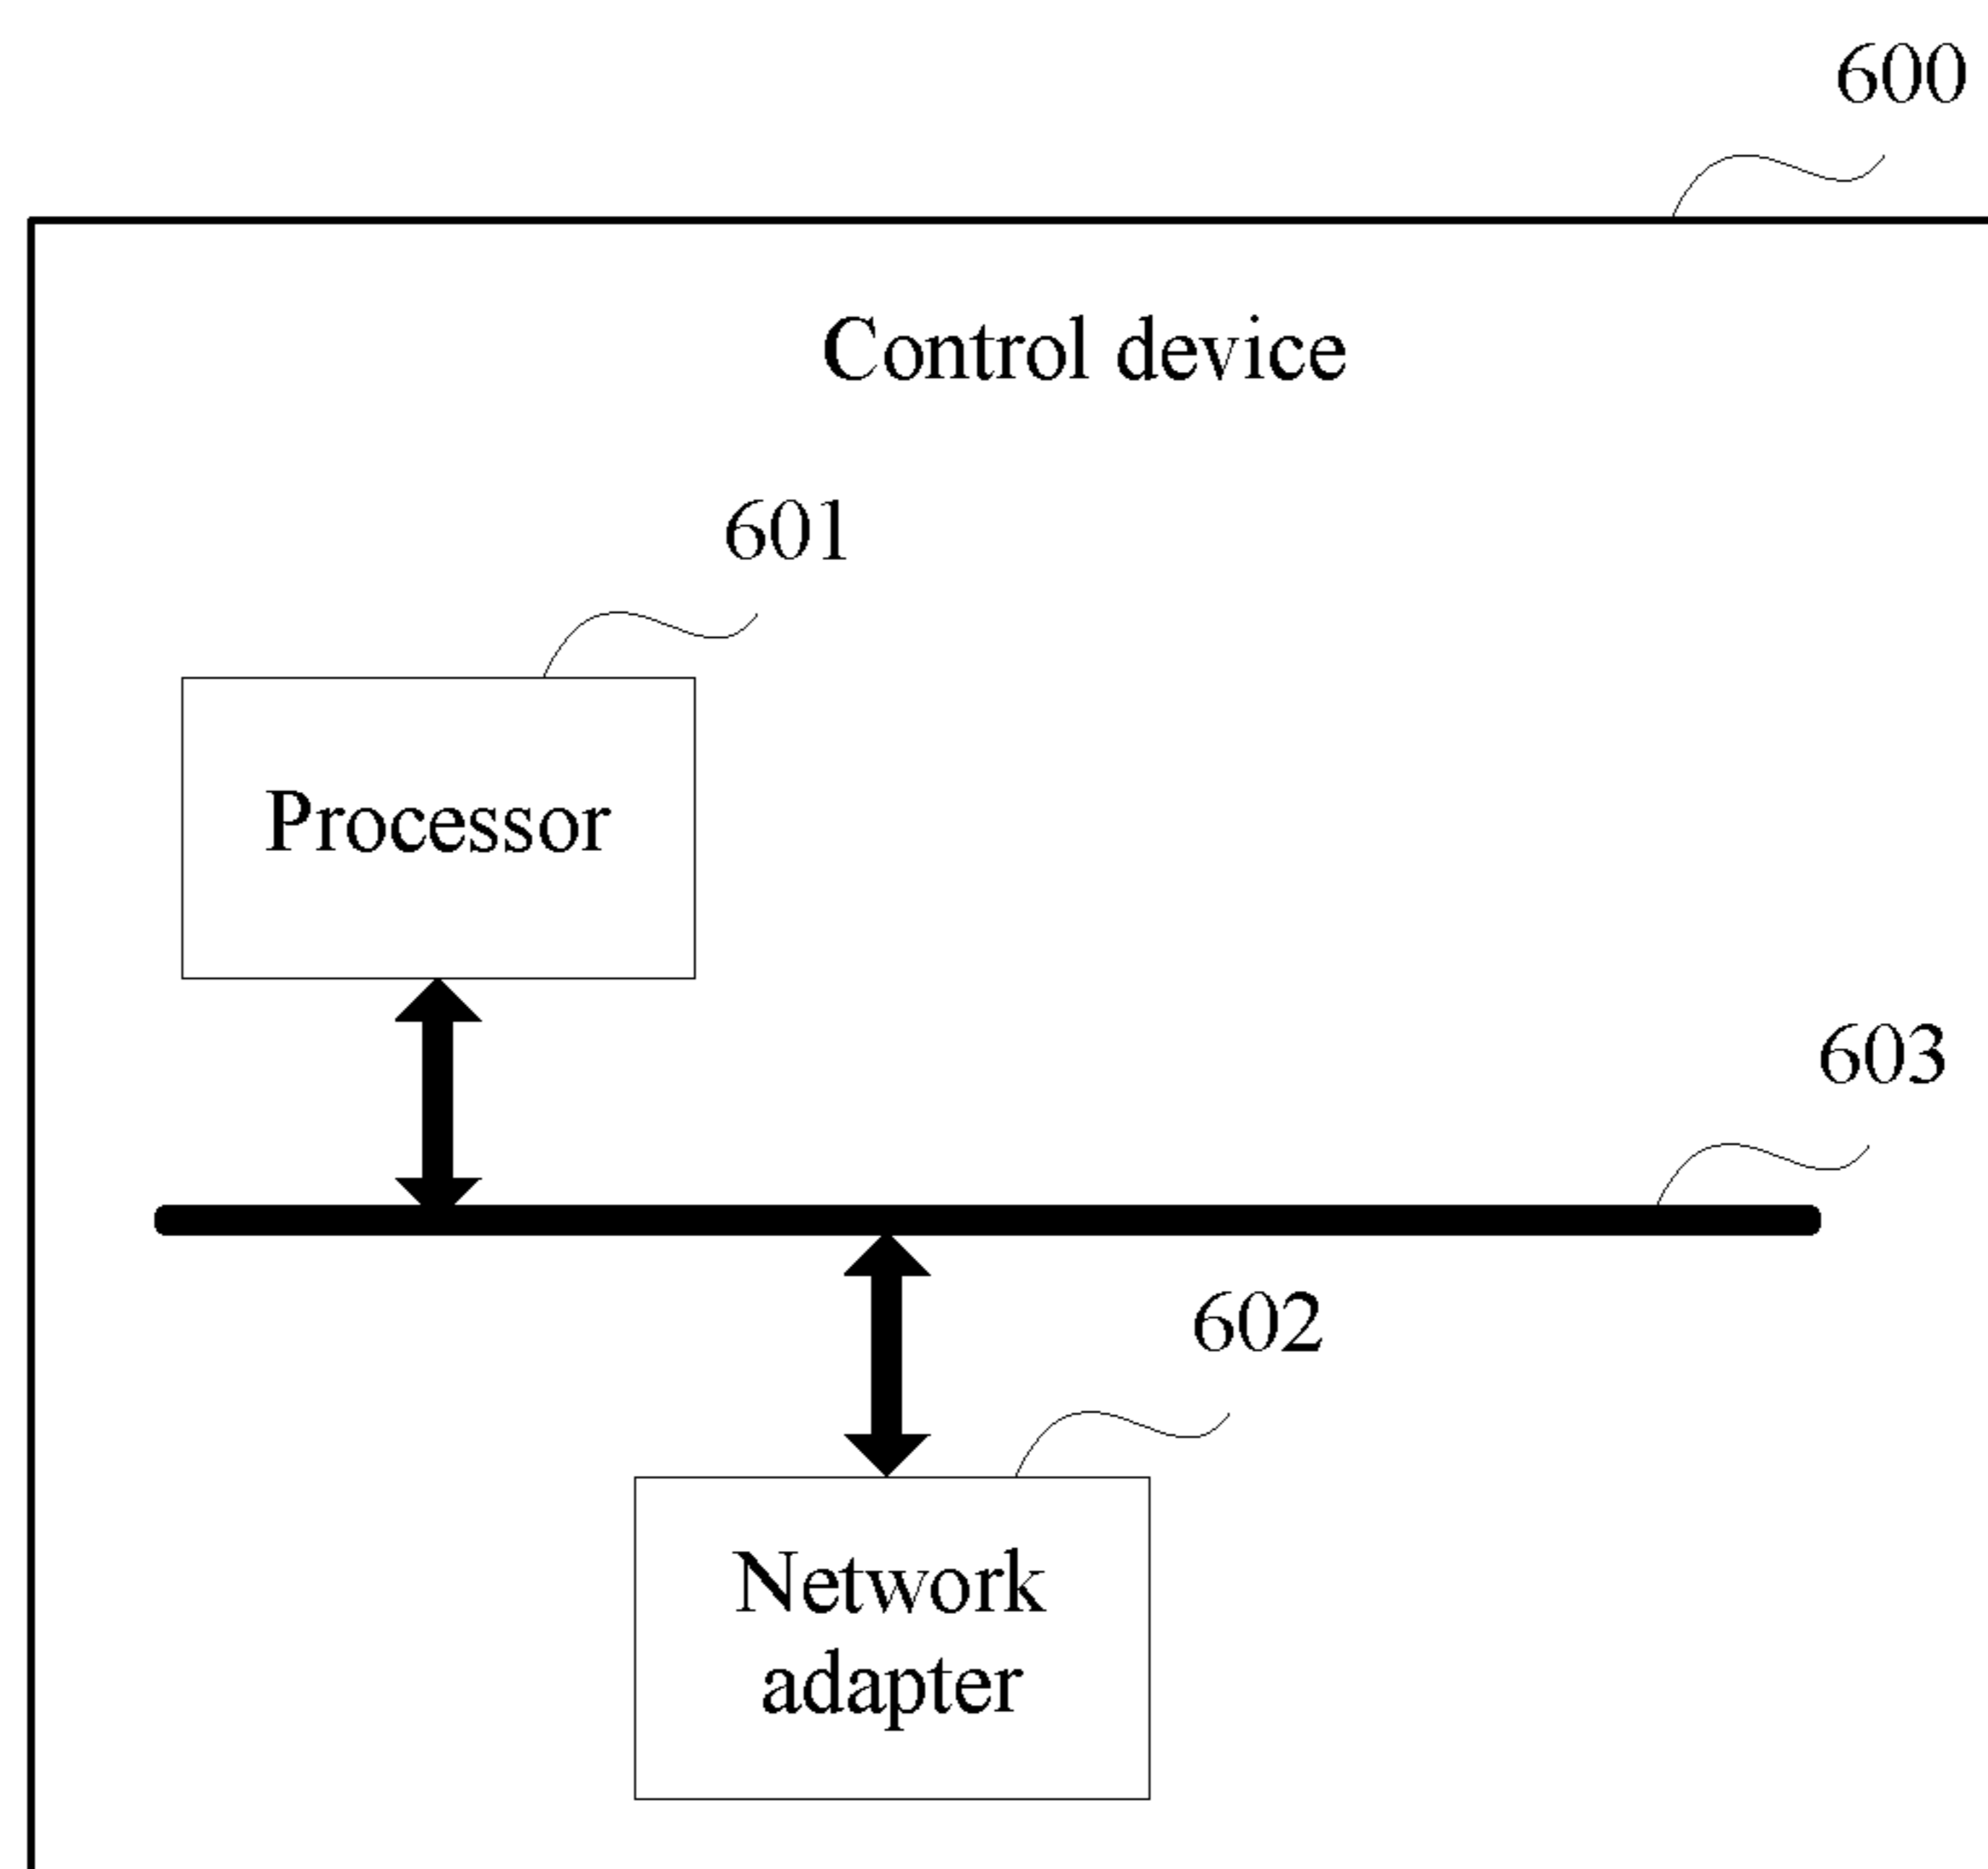 600
Control device
601
Processor
603
602
Network
adapter